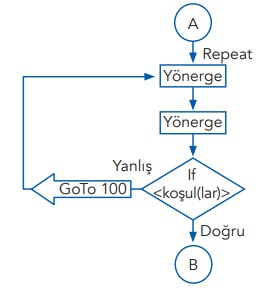 A
Repeat
Yönerge
Yönerge
Yanlış
If
<koşul(lar)>
GoTo 100
Doğru
B